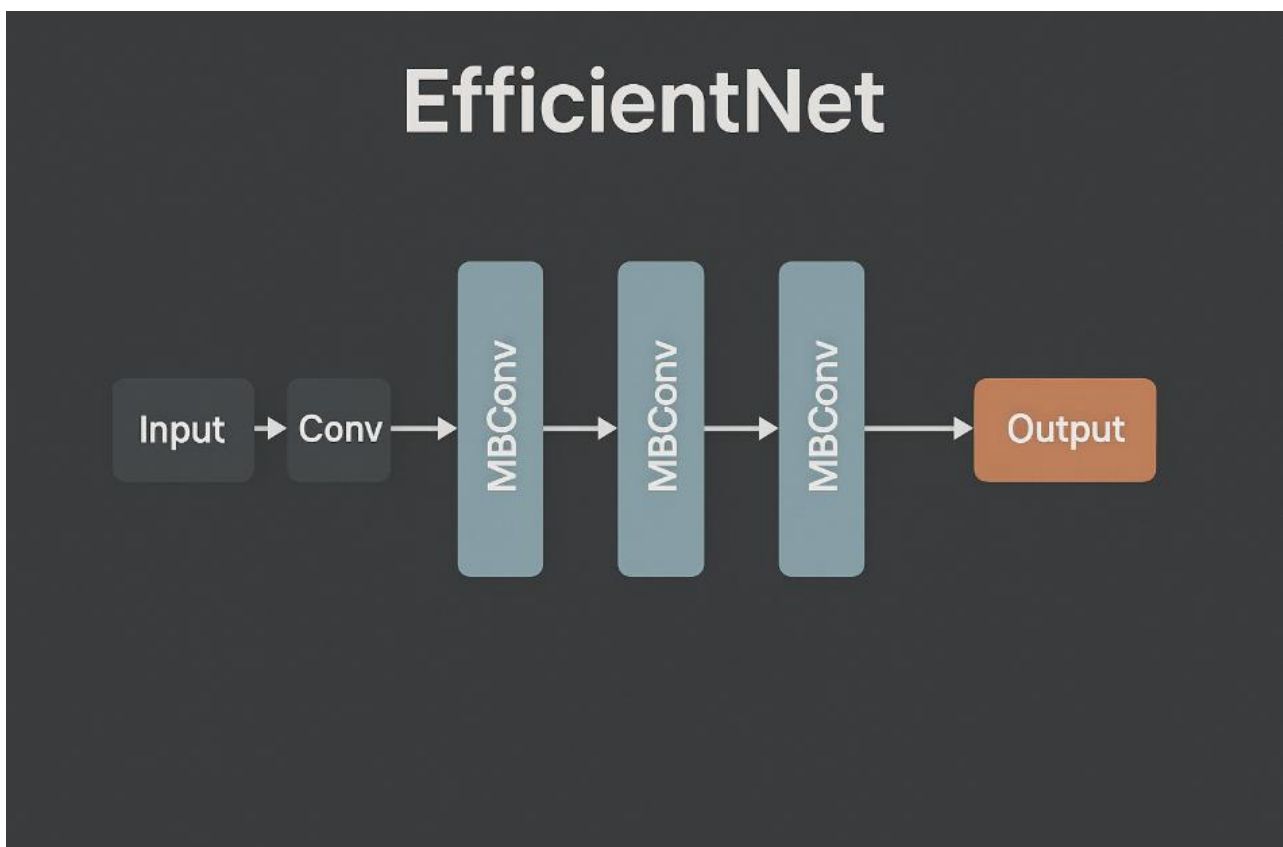 EfficientNet
Input
Conv
MBConv
MBConv
MBConv
Output